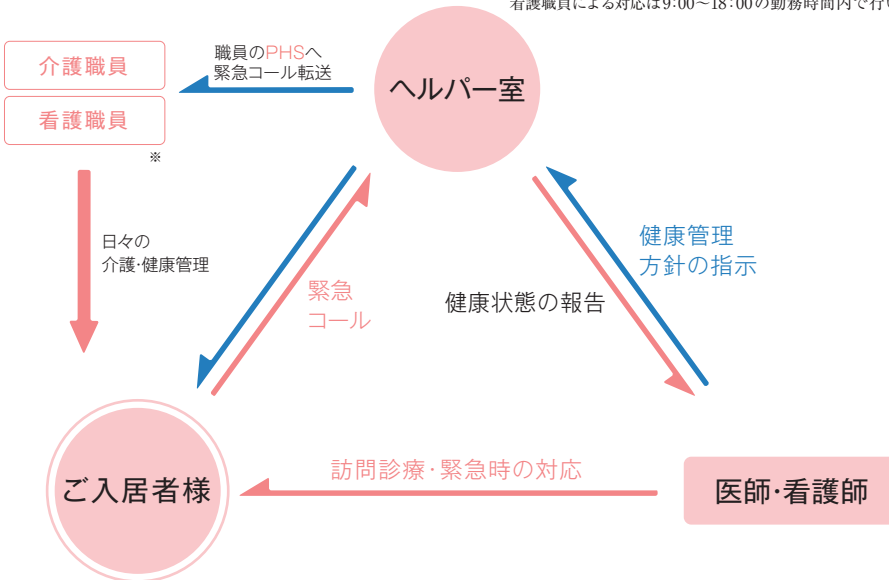 看護職員による対応は9:00〜18:00の勤務時間内で行い
職員のPHSへ
緊急コール転送
ヘルパー室
介護職員
看護職員
※
日々の
介護・健康管理
緊急
コール
健康状態の報告
健康管理
方針の指示
ご入居者様
訪問診療・緊急時の対応
医師・看護師